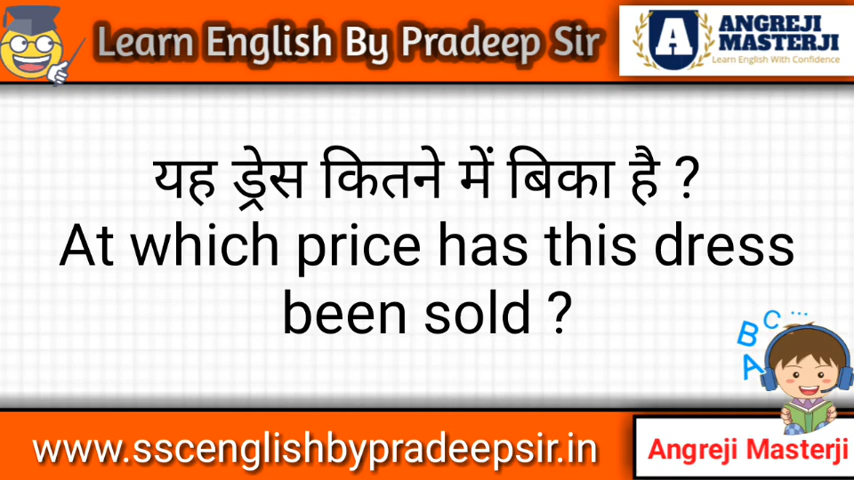 Learn English By Pradeep Sir
A
ANGREJI
MASTERJI
Learn English With Confidence
यह ड्रेस कितने में बिका है ?
At which price has this dress
been sold ?
B C ...
A
www.sscenglishbypradeepsir.in
Angreji Masterji